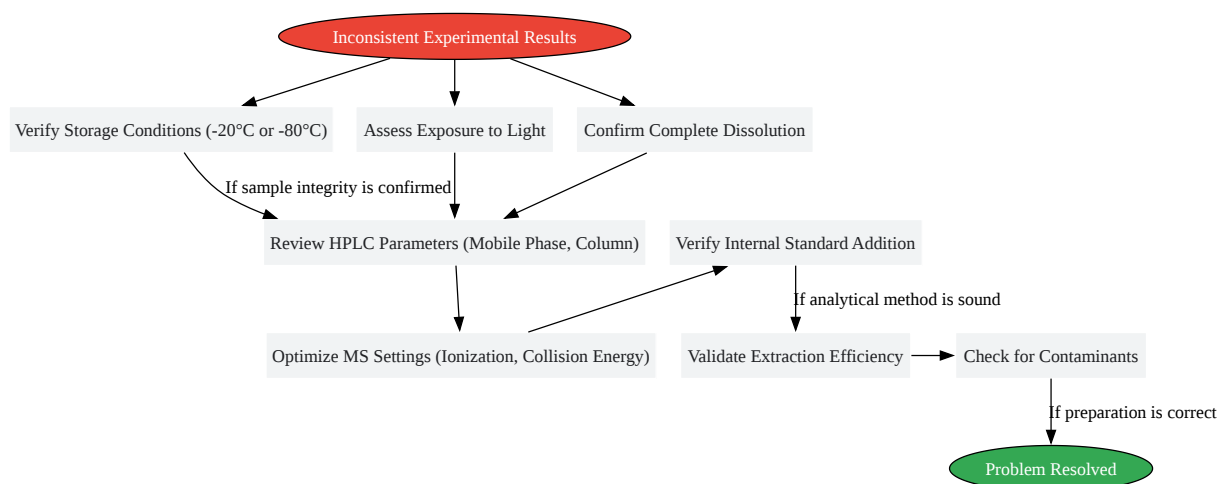 Inconsistent Experimental Results
Verify Storage Conditions (-20°C or -80°C)
Assess Exposure to Light
Confirm Complete Dissolution
If sample integrity is confirmed
Review HPLC Parameters (Mobile Phase, Column)
Verify Internal Standard Addition
If analytical method is sound
Optimize MS Settings (Ionization, Collision Energy)
Validate Extraction Efficiency
Check for Contaminants
If preparation is correct
Problem Resolved